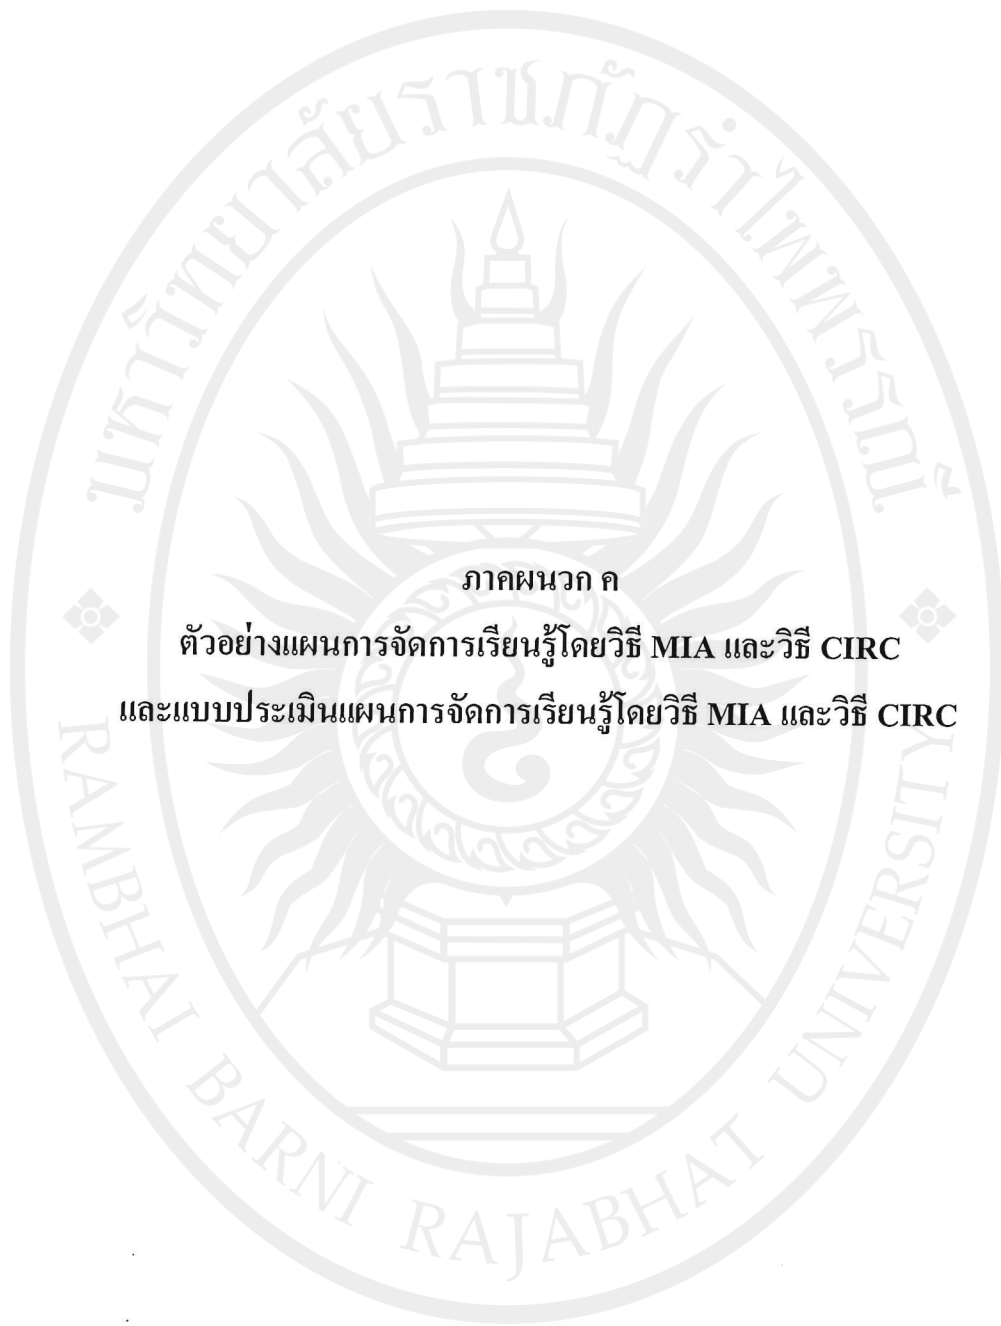 มหาวิทยาลัยราชภัฏรำไพพรรณี
ภาคผนวก ค
ตัวอย่างแผนการจัดการเรียนรู้โดยวิธี MIA และวิธี CIRC
และแบบประเมินแผนการจัดการเรียนรู้โดยวิธี MIA และวิธี CIRC
RAMBHAI BARNI RAJABHAT UNIVERSITY